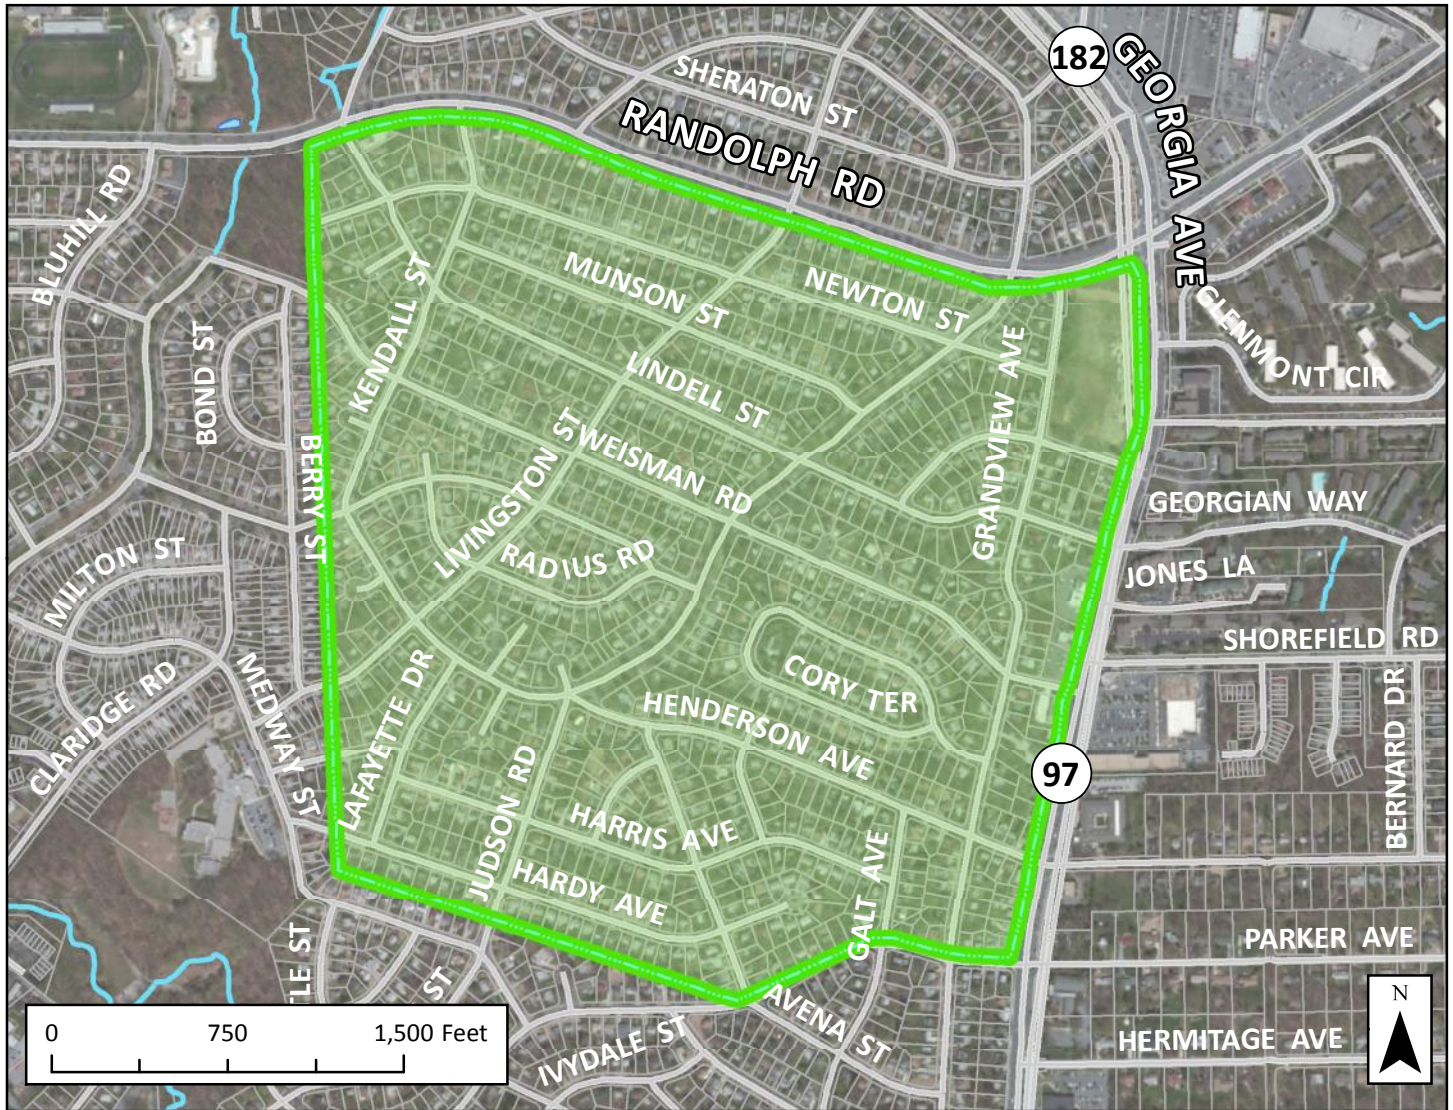 182
GEORGIA AVE
SHERATON ST
RANDOLPH RD
BLUHILL RD
KENDALL ST
MUNSON ST
NEWTON ST
GLENMONT CIR
BOND ST
LINDELL ST
GRANDVIEW AVE
BERRY ST
LIVINGSTON ST
WEISMAN RD
GEORGIAN WAY
MILTON ST
RADIUS RD
JONES LA
SHOREFIELD RD
CLARIDGE RD
MEDWAY ST
LAFAYETTE DR
CORY TER
HENDERSON AVE
BERNARD DR
97
JUDSON RD
HARRIS AVE
HARDY AVE
GALT AVE
PARKER AVE
TLE ST
ST
AVENA ST
IVYDALE ST
HERMITAGE AVE
N
0 750 1,500 Feet